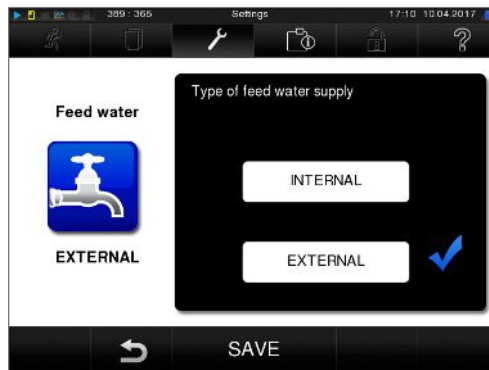 389 : 365 Settings 17:10 10.04.2017
?
Type of feed water supply
Feed water
INTERNAL
EXTERNAL
EXTERNAL
SAVE